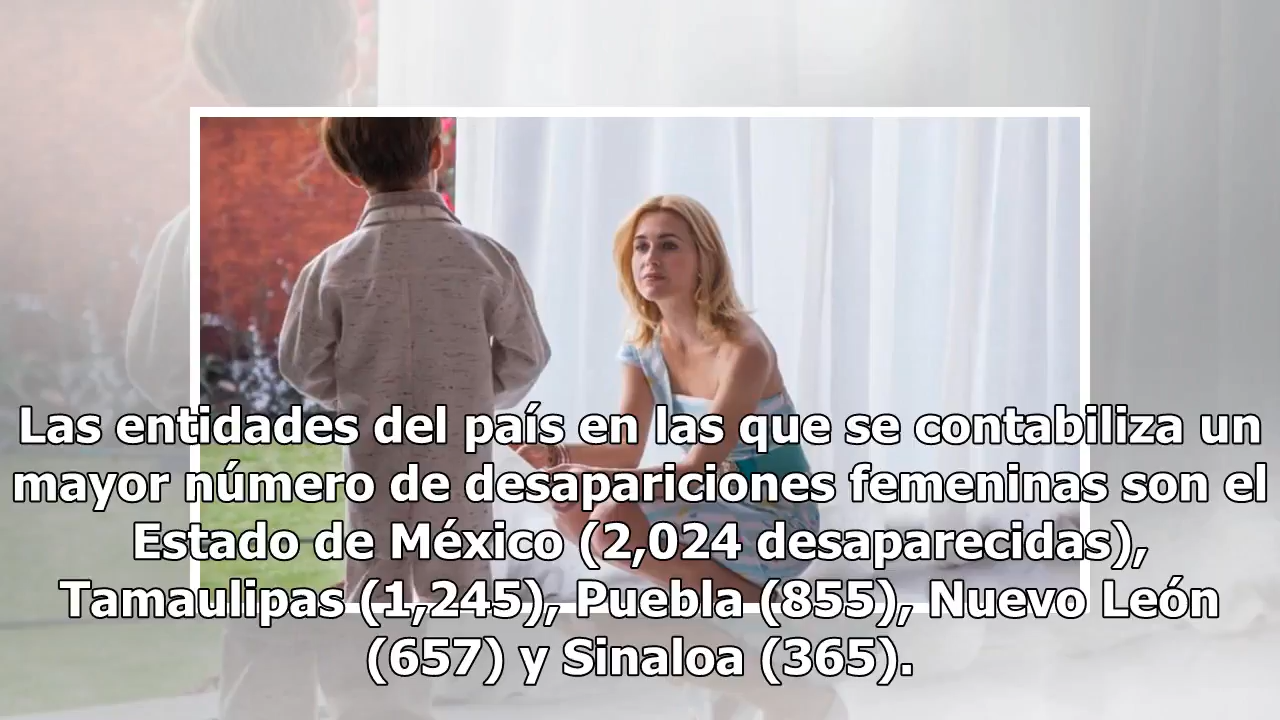 Las entidades del país en las que se contabiliza un
mayor número de desapariciones femeninas son el
Estado de México (2,024 desaparecidas),
Tamaulipas (1,245), Puebla (855), Nuevo León
(657) y Sinaloa (365).